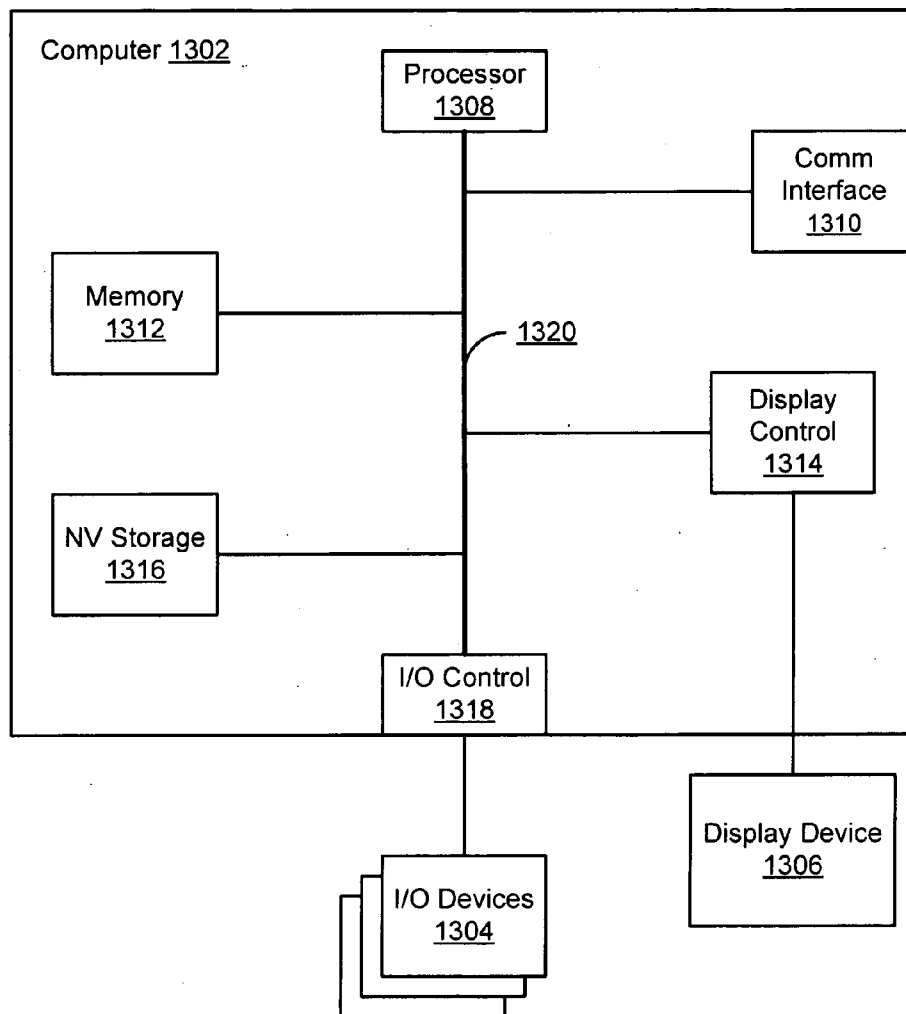 Computer 1302
Processor
1308
Comm
Interface
1310
Memory
1312
1320
Display
Control
1314
NV Storage
1316
I/O Control
1318
Display Device
1306
I/O Devices
1304